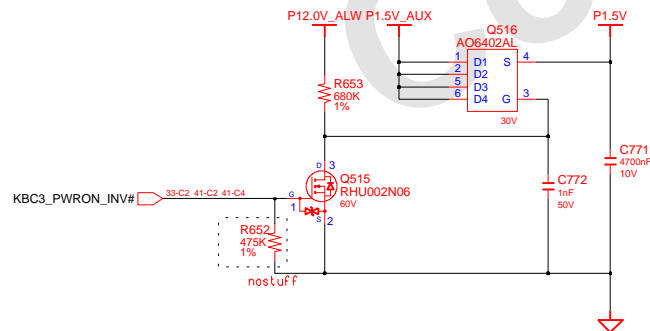 P12.0V_ALW
P1.5V_AUX
Q516
AO6402AL
P1.5V
1
2
5
6
D1
D2
D3
D4
S
G
4
3
30V
R653
680K
1%
C771
4700nF
10V
D
3
Q515
RHU002N06
60V
C772
1nF
50V
KBC3_PWRON_INV#
33-C2 41-C2 41-C4
G
1
S
2
R652
475K
1%
nostuff